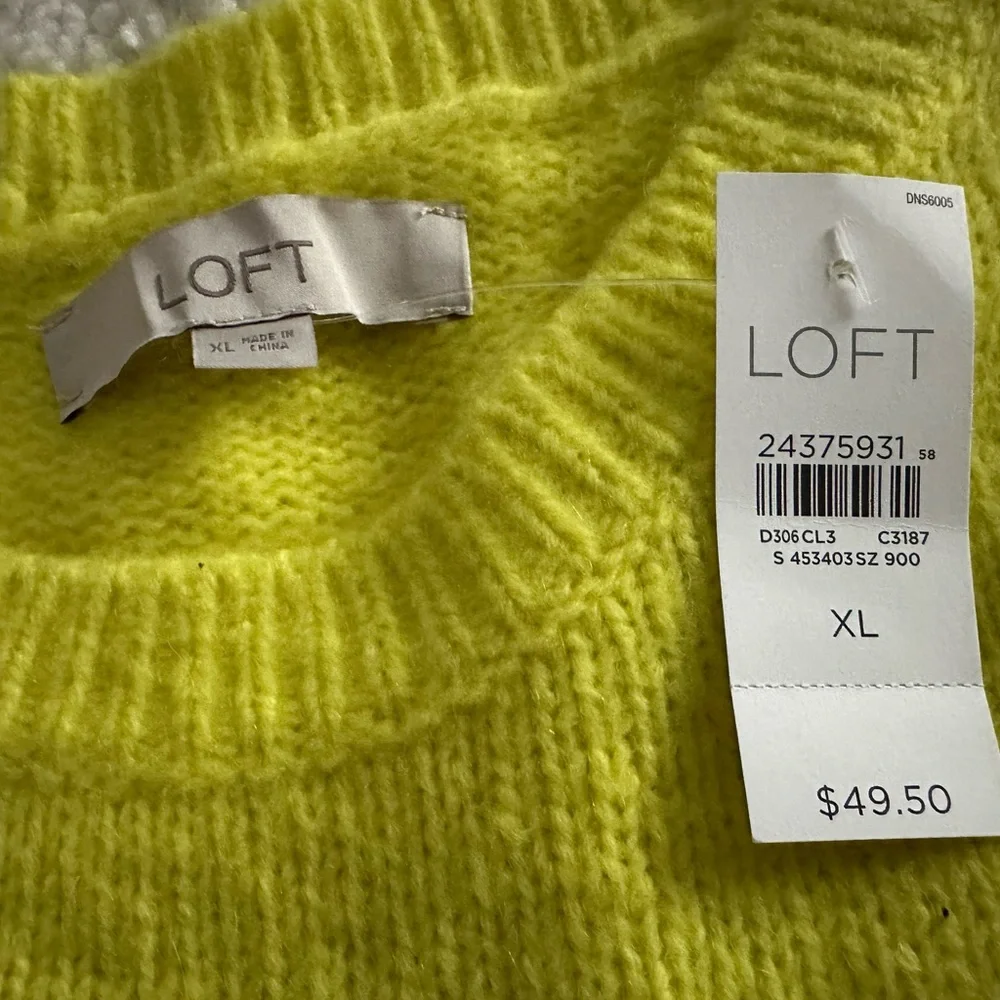 LOFT
XL MADE IN CHINA
DNS6005
LOFT
24375931 58
D306 CL3 C3187
S 453403 SZ 900
XL
$49.50